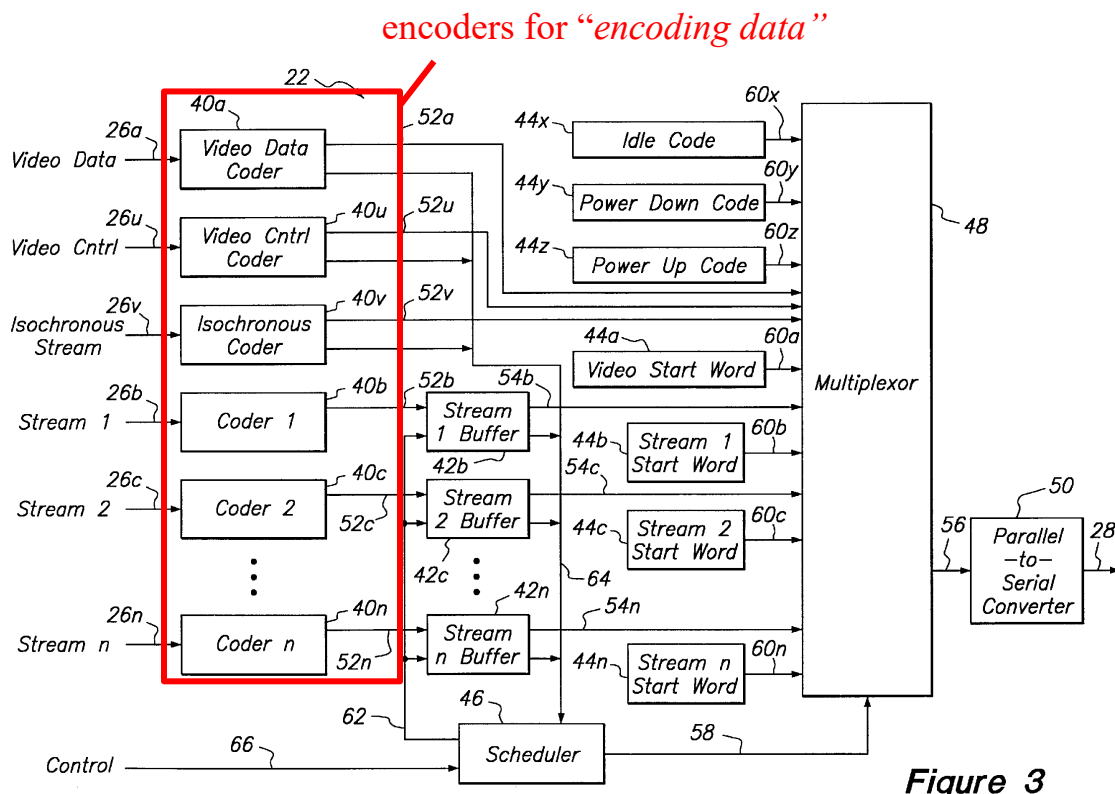 encoders for “encoding data”
22
40a
52a
26a
Video Data
Video Data
Coder
44x
Idle Code
60x
44y
Power Down Code
60y
48
26u
Video Cntrl
40u
Video Cntrl
Coder
52u
44z
Power Up Code
60z
26v
Isochronous
Stream
40v
Isochronous
Coder
52v
44a
Video Start Word
60a
Multiplexor
26b
Stream 1
40b
Coder 1
52b
Stream
1 Buffer
42b
54b
44b
Stream 1
Start Word
60b
26c
Stream 2
40c
Coder 2
52c
Stream
2 Buffer
42c
54c
44c
Stream 2
Start Word
60c
50
56
Parallel
-to-
Serial
Converter
28
64
26n
Stream n
40n
Coder n
52n
42n
Stream
n Buffer
54n
44n
Stream n
Start Word
60n
62
46
Scheduler
58
Control
66
Figure 3